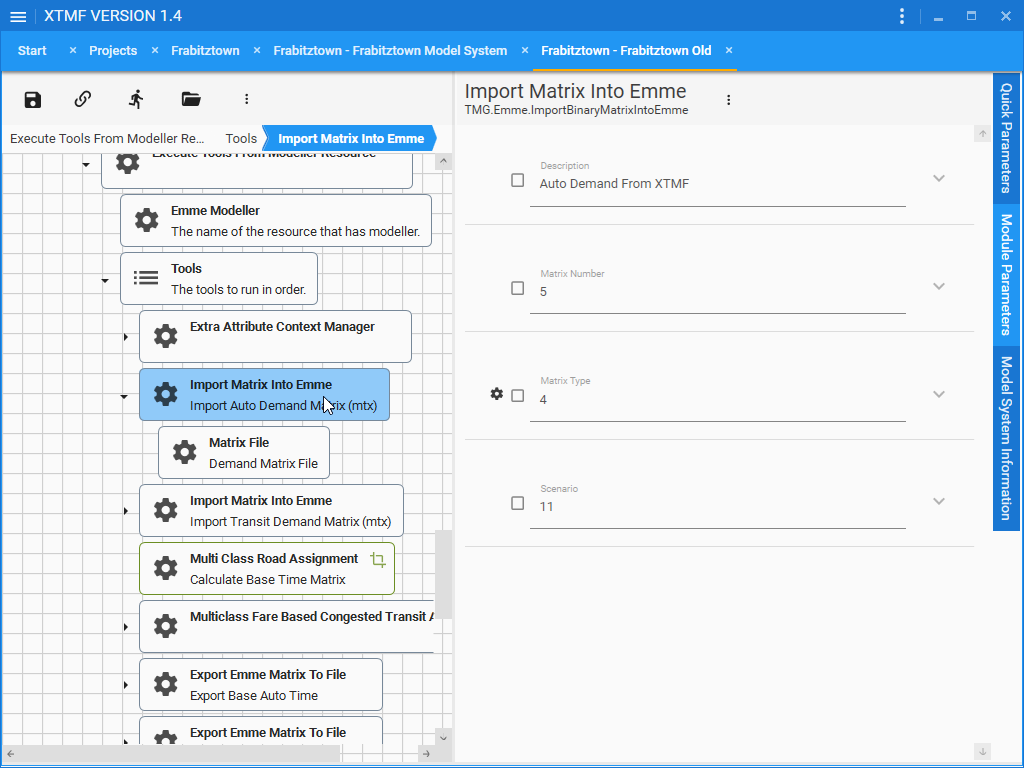 XTMF VERSION 1.4
Start
Projects
Frabitztown
Frabitztown - Frabitztown Model System
Frabitztown - Frabitztown Old
Execute Tools From Modeller Re...
Tools
Import Matrix Into Emme
Execute Tools From Modeller Resource
Emme Modeller
The name of the resource that has modeller.
Tools
The tools to run in order.
Extra Attribute Context Manager
Import Matrix Into Emme
Import Auto Demand Matrix (mtx)
Matrix File
Demand Matrix File
Import Matrix Into Emme
Import Transit Demand Matrix (mtx)
Multi Class Road Assignment
Calculate Base Time Matrix
Multiclass Fare Based Congested Transit A
Export Emme Matrix To File
Export Base Auto Time
Export Emme Matrix To File
Import Matrix Into Emme
TMG.Emme.ImportBinaryMatrixIntoEmme
Description
Auto Demand From XTMF
Matrix Number
5
Matrix Type
4
Scenario
11
Quick Parameters
Module Parameters
Model System Information